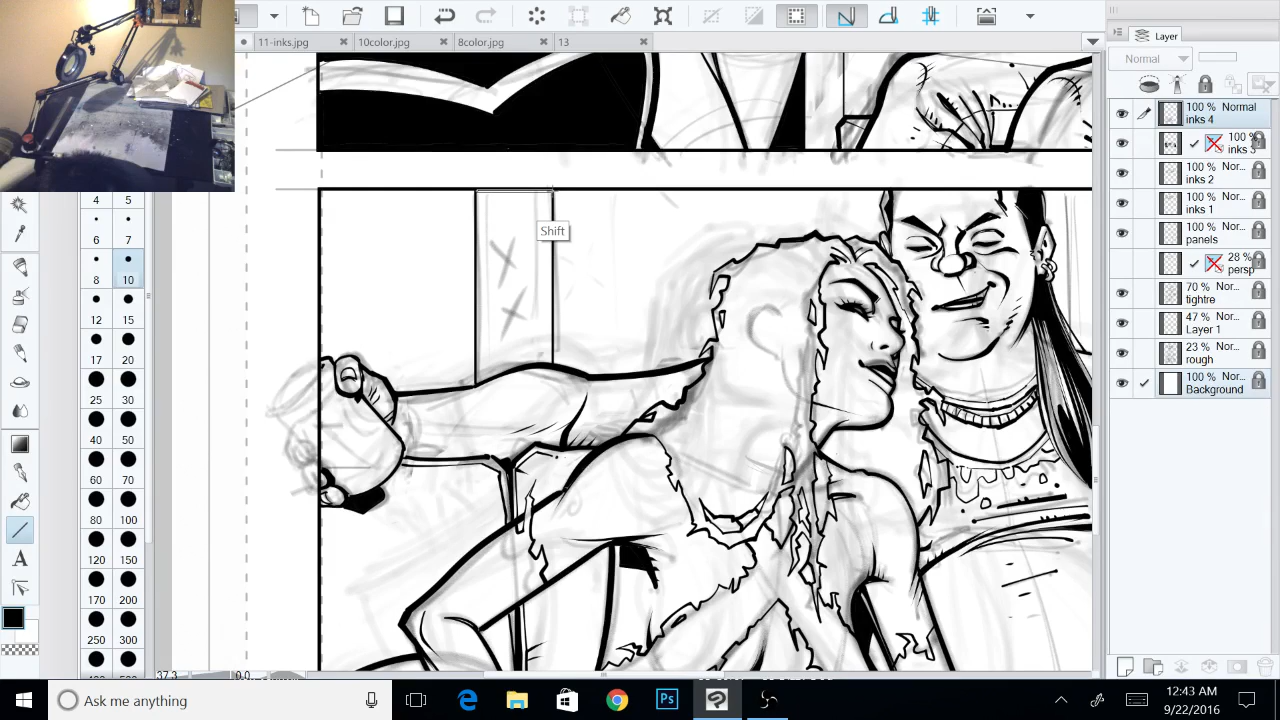 11-inks.jpg
10color.jpg
8color.jpg
13
Layer
Normal
100 % Normal
inks 4
100 %
inks 3
100 % Nor...
inks 2
100 % Nor...
inks 1
100 % Nor...
panels
28 %
persp
70 % Nor...
tightre
47 % Nor...
Layer 1
23 % Nor...
rough
100 % Nor...
Background
4 5
6 7
8 10
12 15
17 20
25 30
40 50
60 70
80 100
120 150
170 200
250 300
Shift
37.3 0.0
Ask me anything
12:43 AM
9/22/2016